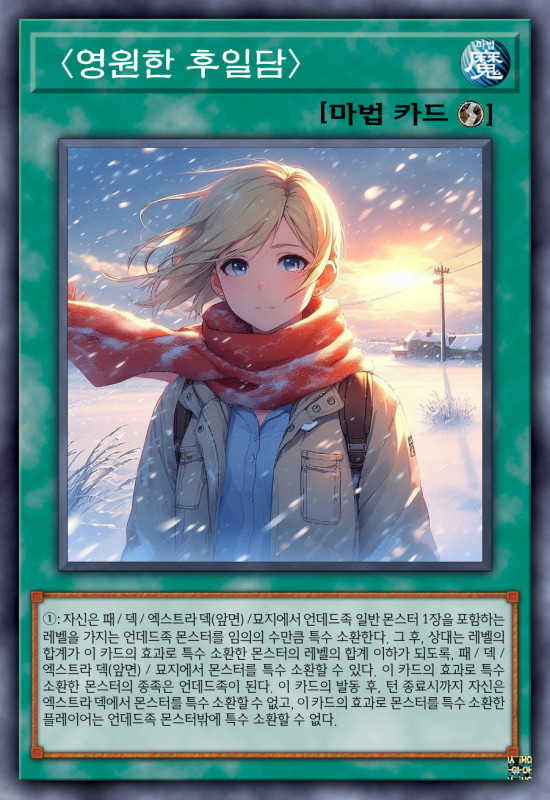 〈영원한 후일담〉
마법
魔
[마법 카드]
①: 자신은 패 / 덱 / 엑스트라 덱(앞면) /묘지에서 언데드족 일반 몬스터 1장을 포함하는
레벨을 가지는 언데드족 몬스터를 임의의 수만큼 특수 소환한다. 그 후, 상대는 레벨의
합계가 이 카드의 효과로 특수 소환한 몬스터의 레벨의 합계 이하가 되도록, 패 / 덱 /
엑스트라 덱(앞면) / 묘지에서 몬스터를 특수 소환할 수 있다. 이 카드의 효과로 특수
소환한 몬스터의 종족은 언데드족이 된다. 이 카드의 발동 후, 턴 종료시까지 자신은
엑스트라 덱에서 몬스터를 특수 소환할 수 없고, 이 카드의 효과로 몬스터를 특수 소환한
플레이어는 언데드족 몬스터밖에 특수 소환할 수 없다.